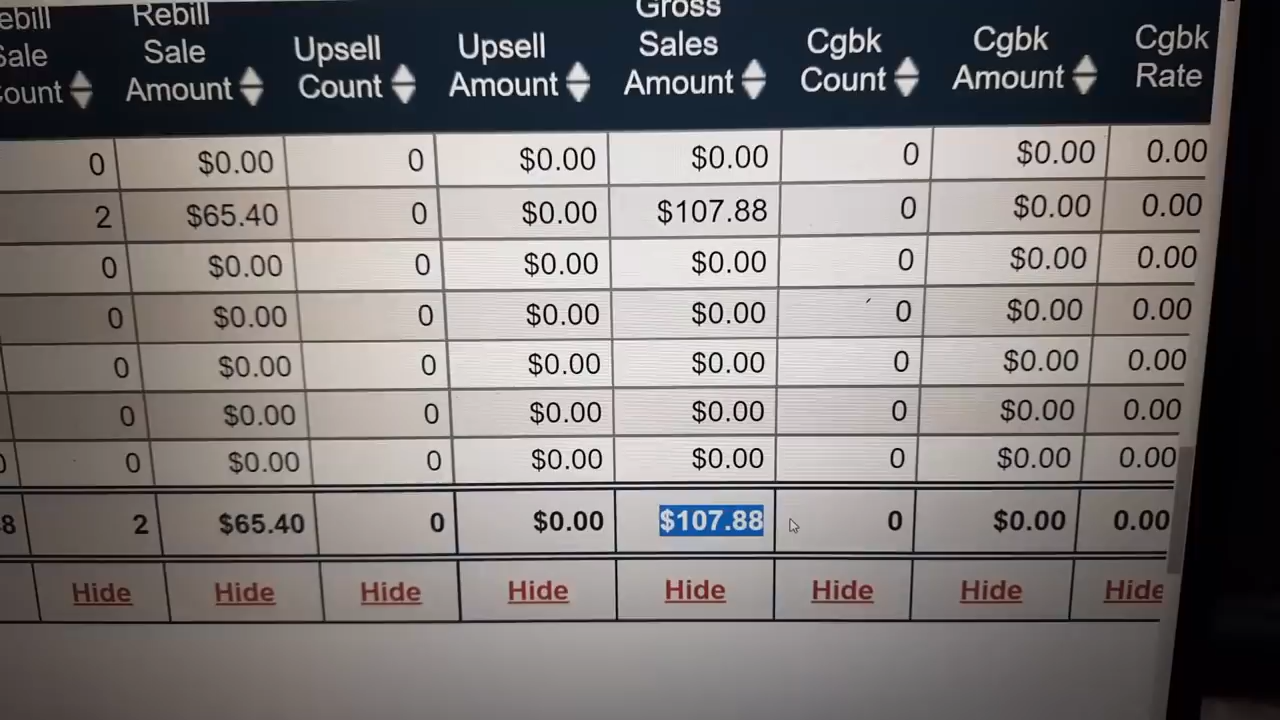 ebill Sale ount Rebill Sale Amount Upsell Count Upsell Amount Gross Sales Amount Cgbk Count Cgbk Amount Cgbk Rate
0 $0.00 0 $0.00 $0.00 0 $0.00 0.00
2 $65.40 0 $0.00 $107.88 0 $0.00 0.00
0 $0.00 0 $0.00 $0.00 0 $0.00 0.00
0 $0.00 0 $0.00 $0.00 0 $0.00 0.00
0 $0.00 0 $0.00 $0.00 0 $0.00 0.00
0 $0.00 0 $0.00 $0.00 0 $0.00 0.00
0 0 $0.00 0 $0.00 $0.00 0 $0.00 0.00
8 2 $65.40 0 $0.00 $107.88 0 $0.00 0.00
Hide Hide Hide Hide Hide Hide Hide Hide